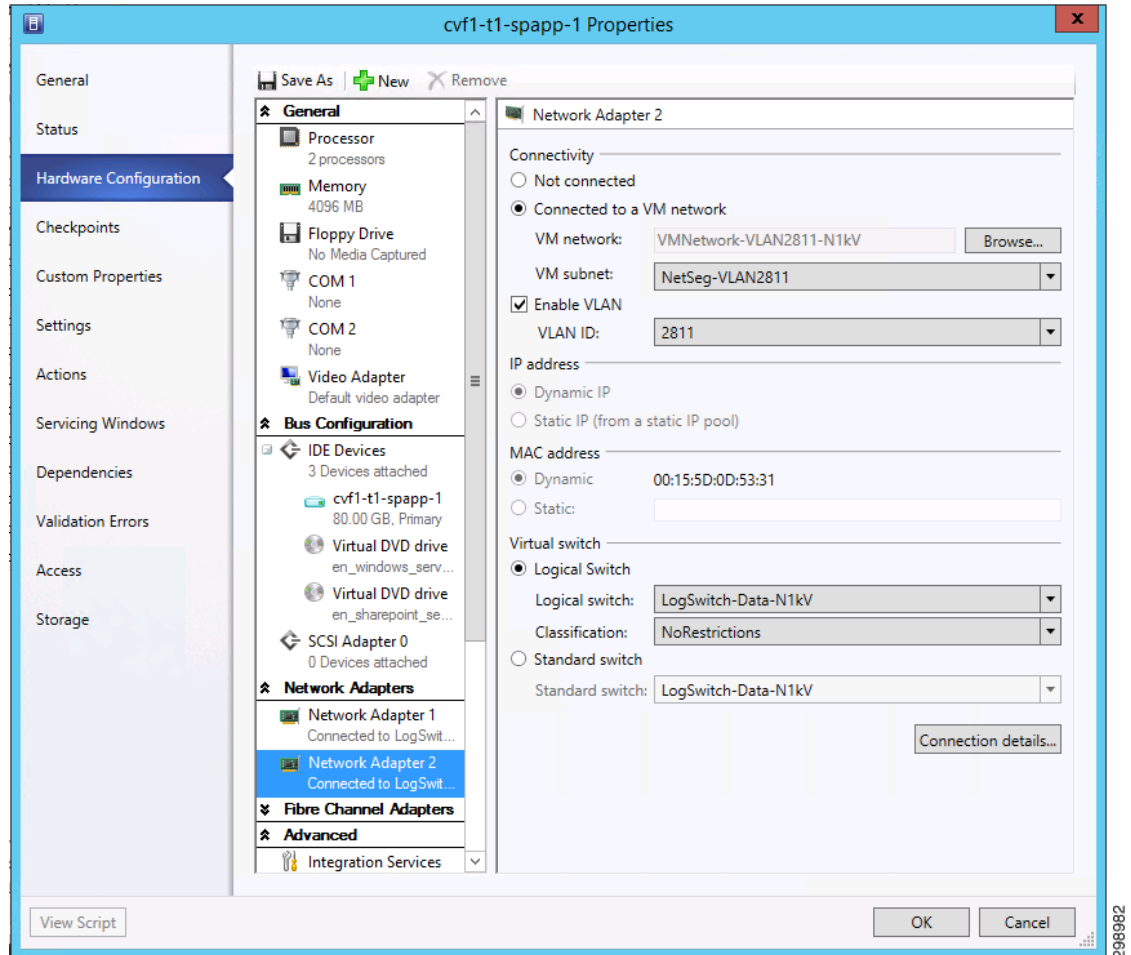 cvf1-t1-spapp-1 Properties
x
General
Status
Hardware Configuration
Checkpoints
Custom Properties
Settings
Actions
Servicing Windows
Dependencies
Validation Errors
Access
Storage
Save As New Remove
General
Processor
2 processors
Memory
4096 MB
Floppy Drive
No Media Captured
COM 1
None
COM 2
None
Video Adapter
Default video adapter
Bus Configuration
IDE Devices
3 Devices attached
cvf1-t1-spapp-1
80.00 GB, Primary
Virtual DVD drive
en_windows_serv...
Virtual DVD drive
en_sharepoint_se...
SCSI Adapter 0
0 Devices attached
Network Adapters
Network Adapter 1
Connected to LogSwit...
Network Adapter 2
Connected to LogSwit...
Fibre Channel Adapters
Advanced
Integration Services
Network Adapter 2
Connectivity
Not connected
Connected to a VM network
VM network: VMNetwork-VLAN2811-N1kV Browse...
VM subnet: NetSeg-VLAN2811
Enable VLAN
VLAN ID: 2811
IP address
Dynamic IP
Static IP (from a static IP pool)
MAC address
Dynamic 00:15:5D:0D:53:31
Static:
Virtual switch
Logical Switch
Logical switch: LogSwitch-Data-N1kV
Classification: NoRestrictions
Standard switch
Standard switch: LogSwitch-Data-N1kV
Connection details...
View Script
OK Cancel
298982